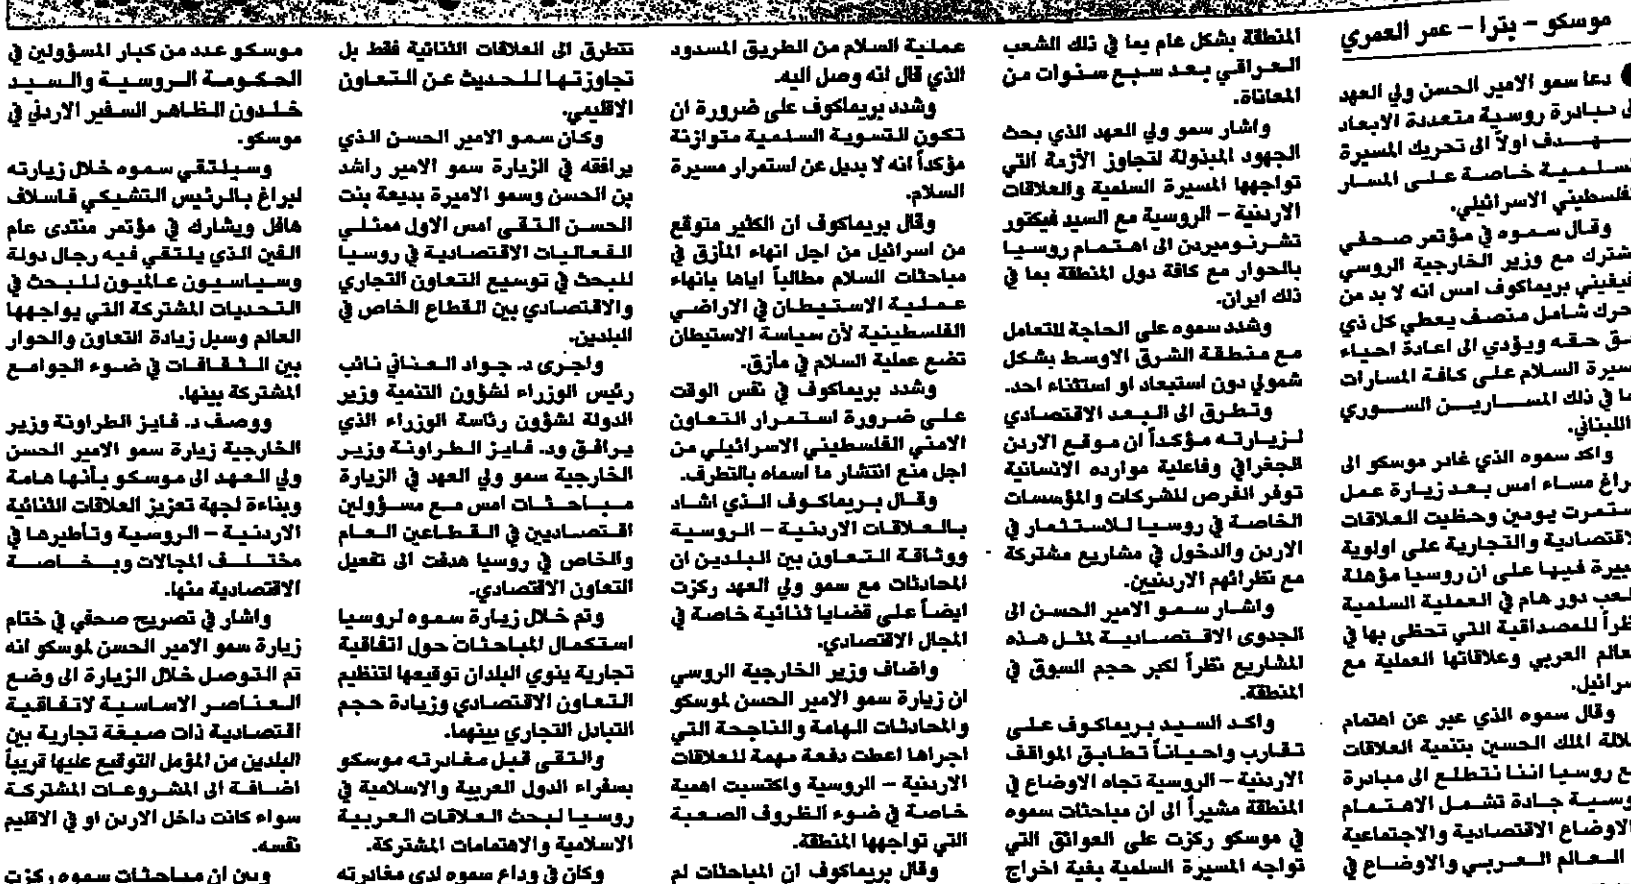 موسكو – بترا – عمر العمري
دعا سمو الامير الحسن ولي العهد
مبادرة روسية متعددة الابعاد
اولاً الى تحريك المسيرة
خاصة على المسار
الاسرائيلي.
وقال سموه في مؤتمر صحفي
مع وزير الخارجية الروسي
بريماكوف امس انه لا بد من
شامل منصف يعطي كل ذي
حقه ويؤدي الى اعادة احياء
السلام على كافة المسارات
في ذلك المسارين السوري
واكد سموه الذي غادر موسكو الى
مساء امس بعد زيارة عمل
يومين وحظيت العلاقات
والتجارية على اولوية
فيها على ان روسيا مؤهلة
دور هام في العملية السلمية
للمصداقية التي تحظى بها في
العربي وعلاقاتها العملية مع
وقال سموه الذي عبر عن اهتمام
الملك الحسين بتنمية العلاقات
روسيا اننا نتطلع الى مبادرة
جادة تشمل الاهتمام
الاقتصادية والاجتماعية
العالم العربي والاوضاع في
المنطقة بشكل عام بما في ذلك الشعب
العراقي بعد سبع سنوات من
المعاناة.
واشار سمو ولي العهد الذي بحث
الجهود المبذولة لتجاوز الأزمة التي
تواجهها المسيرة السلمية والعلاقات
الاردنية – الروسية مع السيد فيكتور
تشرنوميردن الى اهتمام روسيا
بالحوار مع كافة دول المنطقة بما في
ذلك ايران.
وشدد سموه على الحاجة للتعامل
مع منطقة الشرق الاوسط بشكل
شمولي دون استبعاد او استثناء احد.
وتطرق الى البعد الاقتصادي
لزيارته مؤكداً ان موقع الاردن
الجغرافي وفاعلية موارده الانسانية
توفر الفرص للشركات والمؤسسات
الخاصة في روسيا للاستثمار في
الاردن والدخول في مشاريع مشتركة
مع نظرائهم الاردنيين.
واشار سمو الامير الحسن الى
الجدوى الاقتصادية لمثل هذه
المشاريع نظراً لكبر حجم السوق في
المنطقة.
واكد السيد بريماكوف على
تقارب واحياناً تطابق المواقف
الاردنية – الروسية تجاه الاوضاع في
المنطقة مشيراً الى ان مباحثات سموه
في موسكو ركزت على العوائق التي
تواجه المسيرة السلمية بغية اخراج
عملية السلام من الطريق المسدود
الذي قال انه وصل اليه.
وشدد بريماكوف على ضرورة ان
تكون التسوية السلمية متوازنة
مؤكداً انه لا بديل عن استمرار مسيرة
السلام.
وقال بريماكوف ان الكثير متوقع
من اسرائيل من اجل انهاء المأزق في
مباحثات السلام مطالباً اياها بانهاء
عملية الاستيطان في الاراضي
الفلسطينية لأن سياسة الاستيطان
تضع عملية السلام في مأزق.
وشدد بريماكوف في نفس الوقت
على ضرورة استمرار التعاون
الامني الفلسطيني الاسرائيلي من
اجل منع انتشار ما اسماه بالتطرف.
وقال بريماكوف الذي اشاد
بالعلاقات الاردنية – الروسية
ووثاقة التعاون بين البلدين ان
المحادثات مع سمو ولي العهد ركزت
ايضاً على قضايا ثنائية خاصة في
المجال الاقتصادي.
واضاف وزير الخارجية الروسي
ان زيارة سمو الامير الحسن لموسكو
والمحادثات الهامة والناجحة التي
اجراها اعطت دفعة مهمة للعلاقات
الاردنية – الروسية واكتسبت اهمية
خاصة في ضوء الظروف الصعبة
التي تواجهها المنطقة.
وقال بريماكوف ان المباحثات لم
تتطرق الى العلاقات الثنائية فقط بل
تجاوزتها للحديث عن التعاون
الاقليمي.
وكان سمو الامير الحسن الذي
يرافقه في الزيارة سمو الامير راشد
بن الحسن وسمو الاميرة بديعة بنت
الحسن التقى امس الاول ممثلي
الفعاليات الاقتصادية في روسيا
للبحث في توسيع التعاون التجاري
والاقتصادي بين القطاع الخاص في
البلدين.
واجرى د. جواد العناني نائب
رئيس الوزراء لشؤون التنمية وزير
الدولة لشؤون رئاسة الوزراء الذي
يرافق ود. فايز الطراونة وزير
الخارجية سمو ولي العهد في الزيارة
مباحثات امس مع مسؤولين
اقتصاديين في القطاعين العام
والخاص في روسيا هدفت الى تفعيل
التعاون الاقتصادي.
وتم خلال زيارة سموه لروسيا
استكمال المباحثات حول اتفاقية
تجارية ينوي البلدان توقيعها لتنظيم
التعاون الاقتصادي وزيادة حجم
التبادل التجاري بينهما.
والتقى قبل مغادرته موسكو
بسفراء الدول العربية والاسلامية في
روسيا لبحث العلاقات العربية
الاسلامية والاهتمامات المشتركة.
وكان في وداع سموه لدى مغادرته
موسكو عدد من كبار المسؤولين في
الحكومة الروسية والسيد
خلدون الظاهر السفير الاردني في
موسكو.
وسيلتقي سموه خلال زيارته
لبراغ بالرئيس التشيكي فاسلاف
هافل ويشارك في مؤتمر منتدى عام
الفين الذي يلتقي فيه رجال دولة
وسياسيون عالميون للبحث في
التحديات المشتركة التي يواجهها
العالم وسبل زيادة التعاون والحوار
بين الثقافات في ضوء الجوامع
المشتركة بينها.
ووصف د. فايز الطراونة وزير
الخارجية زيارة سمو الامير الحسن
ولي العهد الى موسكو بأنها هامة
وبناءة لجهة تعزيز العلاقات الثنائية
الاردنية – الروسية وتأطيرها في
مختلف المجالات وبخاصة
الاقتصادية منها.
واشار في تصريح صحفي في ختام
زيارة سمو الامير الحسن لموسكو انه
تم التوصل خلال الزيارة الى وضع
العناصر الاساسية لاتفاقية
اقتصادية ذات صبغة تجارية بين
البلدين من المؤمل التوقيع عليها قريباً
اضافة الى المشروعات المشتركة
سواء كانت داخل الاردن او في الاقليم
نفسه.
وبين ان مباحثات سموه ركزت